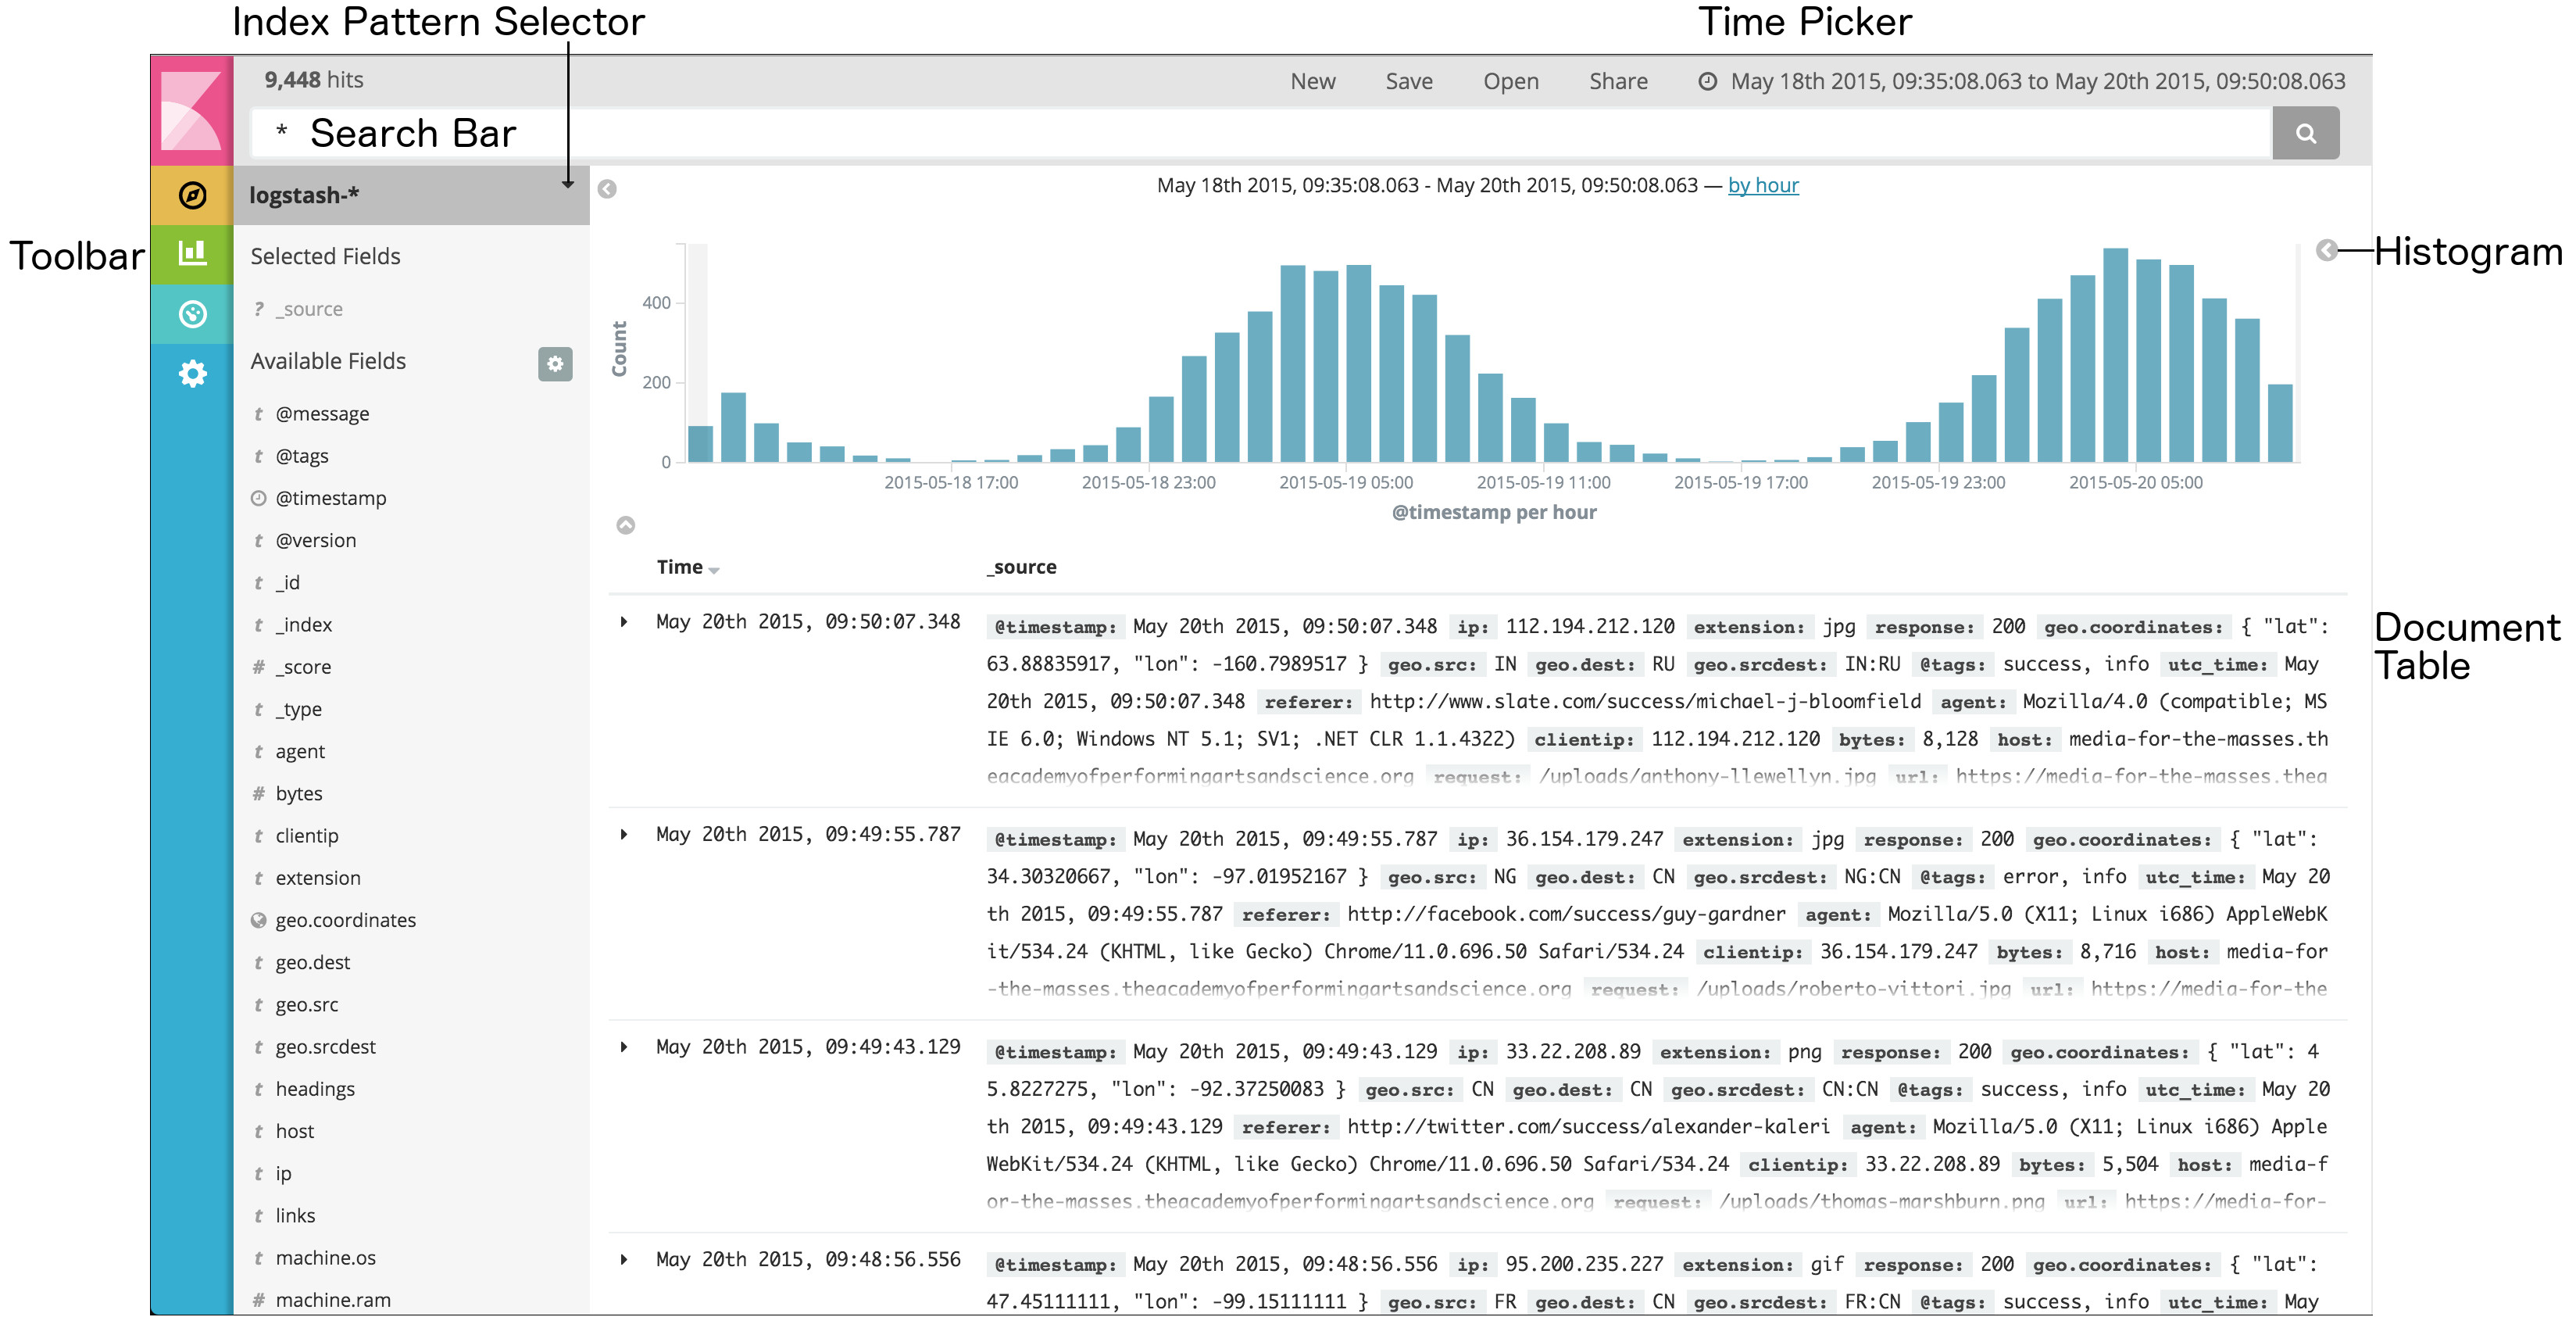 Index Pattern Selector
Time Picker
9,448 hits
New Save Open Share May 18th 2015, 09:35:08.063 to May 20th 2015, 09:50:08.063
* Search Bar
logstash-*
May 18th 2015, 09:35:08.063 - May 20th 2015, 09:50:08.063 — by hour
Toolbar
Histogram
Selected Fields
? _source
Available Fields
t @message
t @tags
@timestamp
t @version
t _id
t _index
# _score
t _type
t agent
# bytes
t clientip
t extension
geo.coordinates
t geo.dest
t geo.src
t geo.srcdest
t headings
t host
t ip
t links
t machine.os
# machine.ram
Count
400
200
0
2015-05-18 17:00 2015-05-18 23:00 2015-05-19 05:00 2015-05-19 11:00 2015-05-19 17:00 2015-05-19 23:00 2015-05-20 05:00
@timestamp per hour
Time _source
May 20th 2015, 09:50:07.348 @timestamp: May 20th 2015, 09:50:07.348 ip: 112.194.212.120 extension: jpg response: 200 geo.coordinates: { "lat":
63.88835917, "lon": -160.7989517 } geo.src: IN geo.dest: RU geo.srcdest: IN:RU @tags: success, info utc_time: May
20th 2015, 09:50:07.348 referer: http://www.slate.com/success/michael-j-bloomfield agent: Mozilla/4.0 (compatible; MS
IE 6.0; Windows NT 5.1; SV1; .NET CLR 1.1.4322) clientip: 112.194.212.120 bytes: 8,128 host: media-for-the-masses.th
eacademyofperformingartsandscience.org request: /uploads/anthony-llewellyn.jpg url: https://media-for-the-masses.thea
Document
Table
May 20th 2015, 09:49:55.787 @timestamp: May 20th 2015, 09:49:55.787 ip: 36.154.179.247 extension: jpg response: 200 geo.coordinates: { "lat":
34.30320667, "lon": -97.01952167 } geo.src: NG geo.dest: CN geo.srcdest: NG:CN @tags: error, info utc_time: May 20
th 2015, 09:49:55.787 referer: http://facebook.com/success/guy-gardner agent: Mozilla/5.0 (X11; Linux i686) AppleWebK
it/534.24 (KHTML, like Gecko) Chrome/11.0.696.50 Safari/534.24 clientip: 36.154.179.247 bytes: 8,716 host: media-for
-the-masses.theacademyofperformingartsandscience.org request: /uploads/roberto-vittori.jpg url: https://media-for-the
May 20th 2015, 09:49:43.129 @timestamp: May 20th 2015, 09:49:43.129 ip: 33.22.208.89 extension: png response: 200 geo.coordinates: { "lat": 4
5.8227275, "lon": -92.37250083 } geo.src: CN geo.dest: CN geo.srcdest: CN:CN @tags: success, info utc_time: May 20
th 2015, 09:49:43.129 referer: http://twitter.com/success/alexander-kaleri agent: Mozilla/5.0 (X11; Linux i686) Apple
WebKit/534.24 (KHTML, like Gecko) Chrome/11.0.696.50 Safari/534.24 clientip: 33.22.208.89 bytes: 5,504 host: media-f
or-the-masses.theacademyofperformingartsandscience.org request: /uploads/thomas-marshburn.png url: https://media-for-
May 20th 2015, 09:48:56.556 @timestamp: May 20th 2015, 09:48:56.556 ip: 95.200.235.227 extension: gif response: 200 geo.coordinates: { "lat":
47.45111111, "lon": -99.15111111 } geo.src: FR geo.dest: CN geo.srcdest: FR:CN @tags: success, info utc_time: May